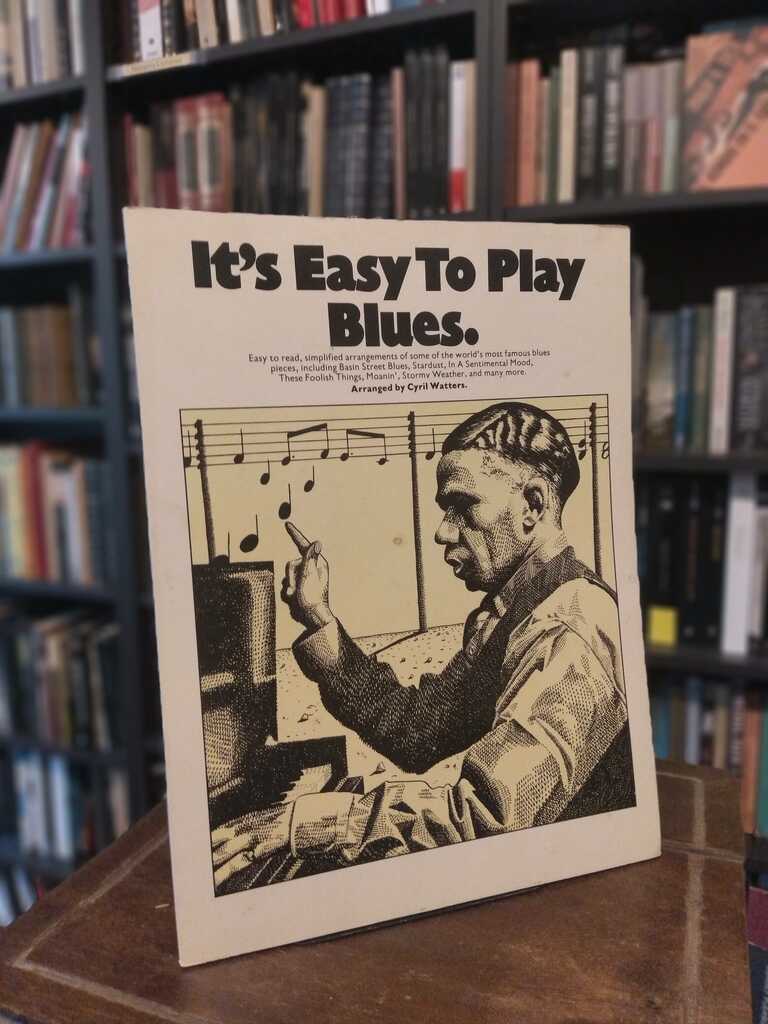 It's Easy To Play
Blues.
Easy to read, simplified arrangements of some of the world's most famous blues
pieces, including Basin Street Blues, Stardust, In A Sentimental Mood,
These Foolish Things, Moanin', Stormy Weather, and many more.
Arranged by Cyril Watters.